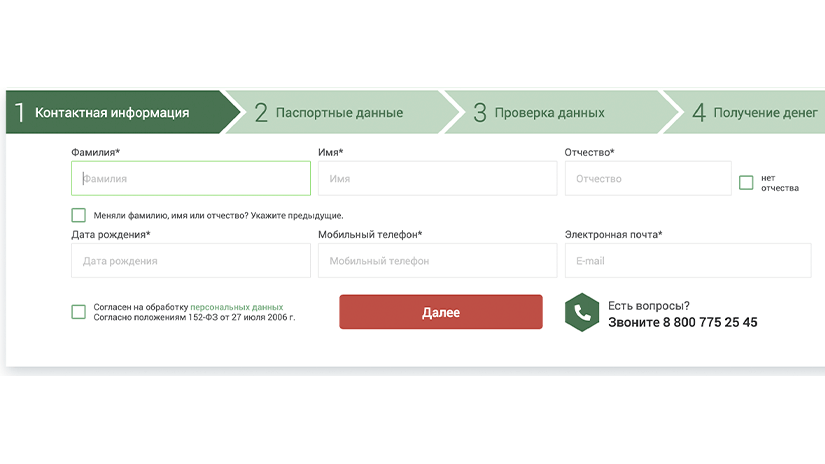 1 Контактная информация
2 Паспортные данные
3 Проверка данных
4 Получение денег
Фамилия* Имя* Отчество*
Фамилия Имя Отчество нет отчества
Меняли фамилию, имя или отчество? Укажите предыдущие.
Дата рождения* Мобильный телефон* Электронная почта*
Дата рождения Мобильный телефон E-mail
Согласен на обработку персональных данных
Согласно положениям 152-ФЗ от 27 июля 2006 г.
Далее
Есть вопросы?
Звоните 8 800 775 25 45